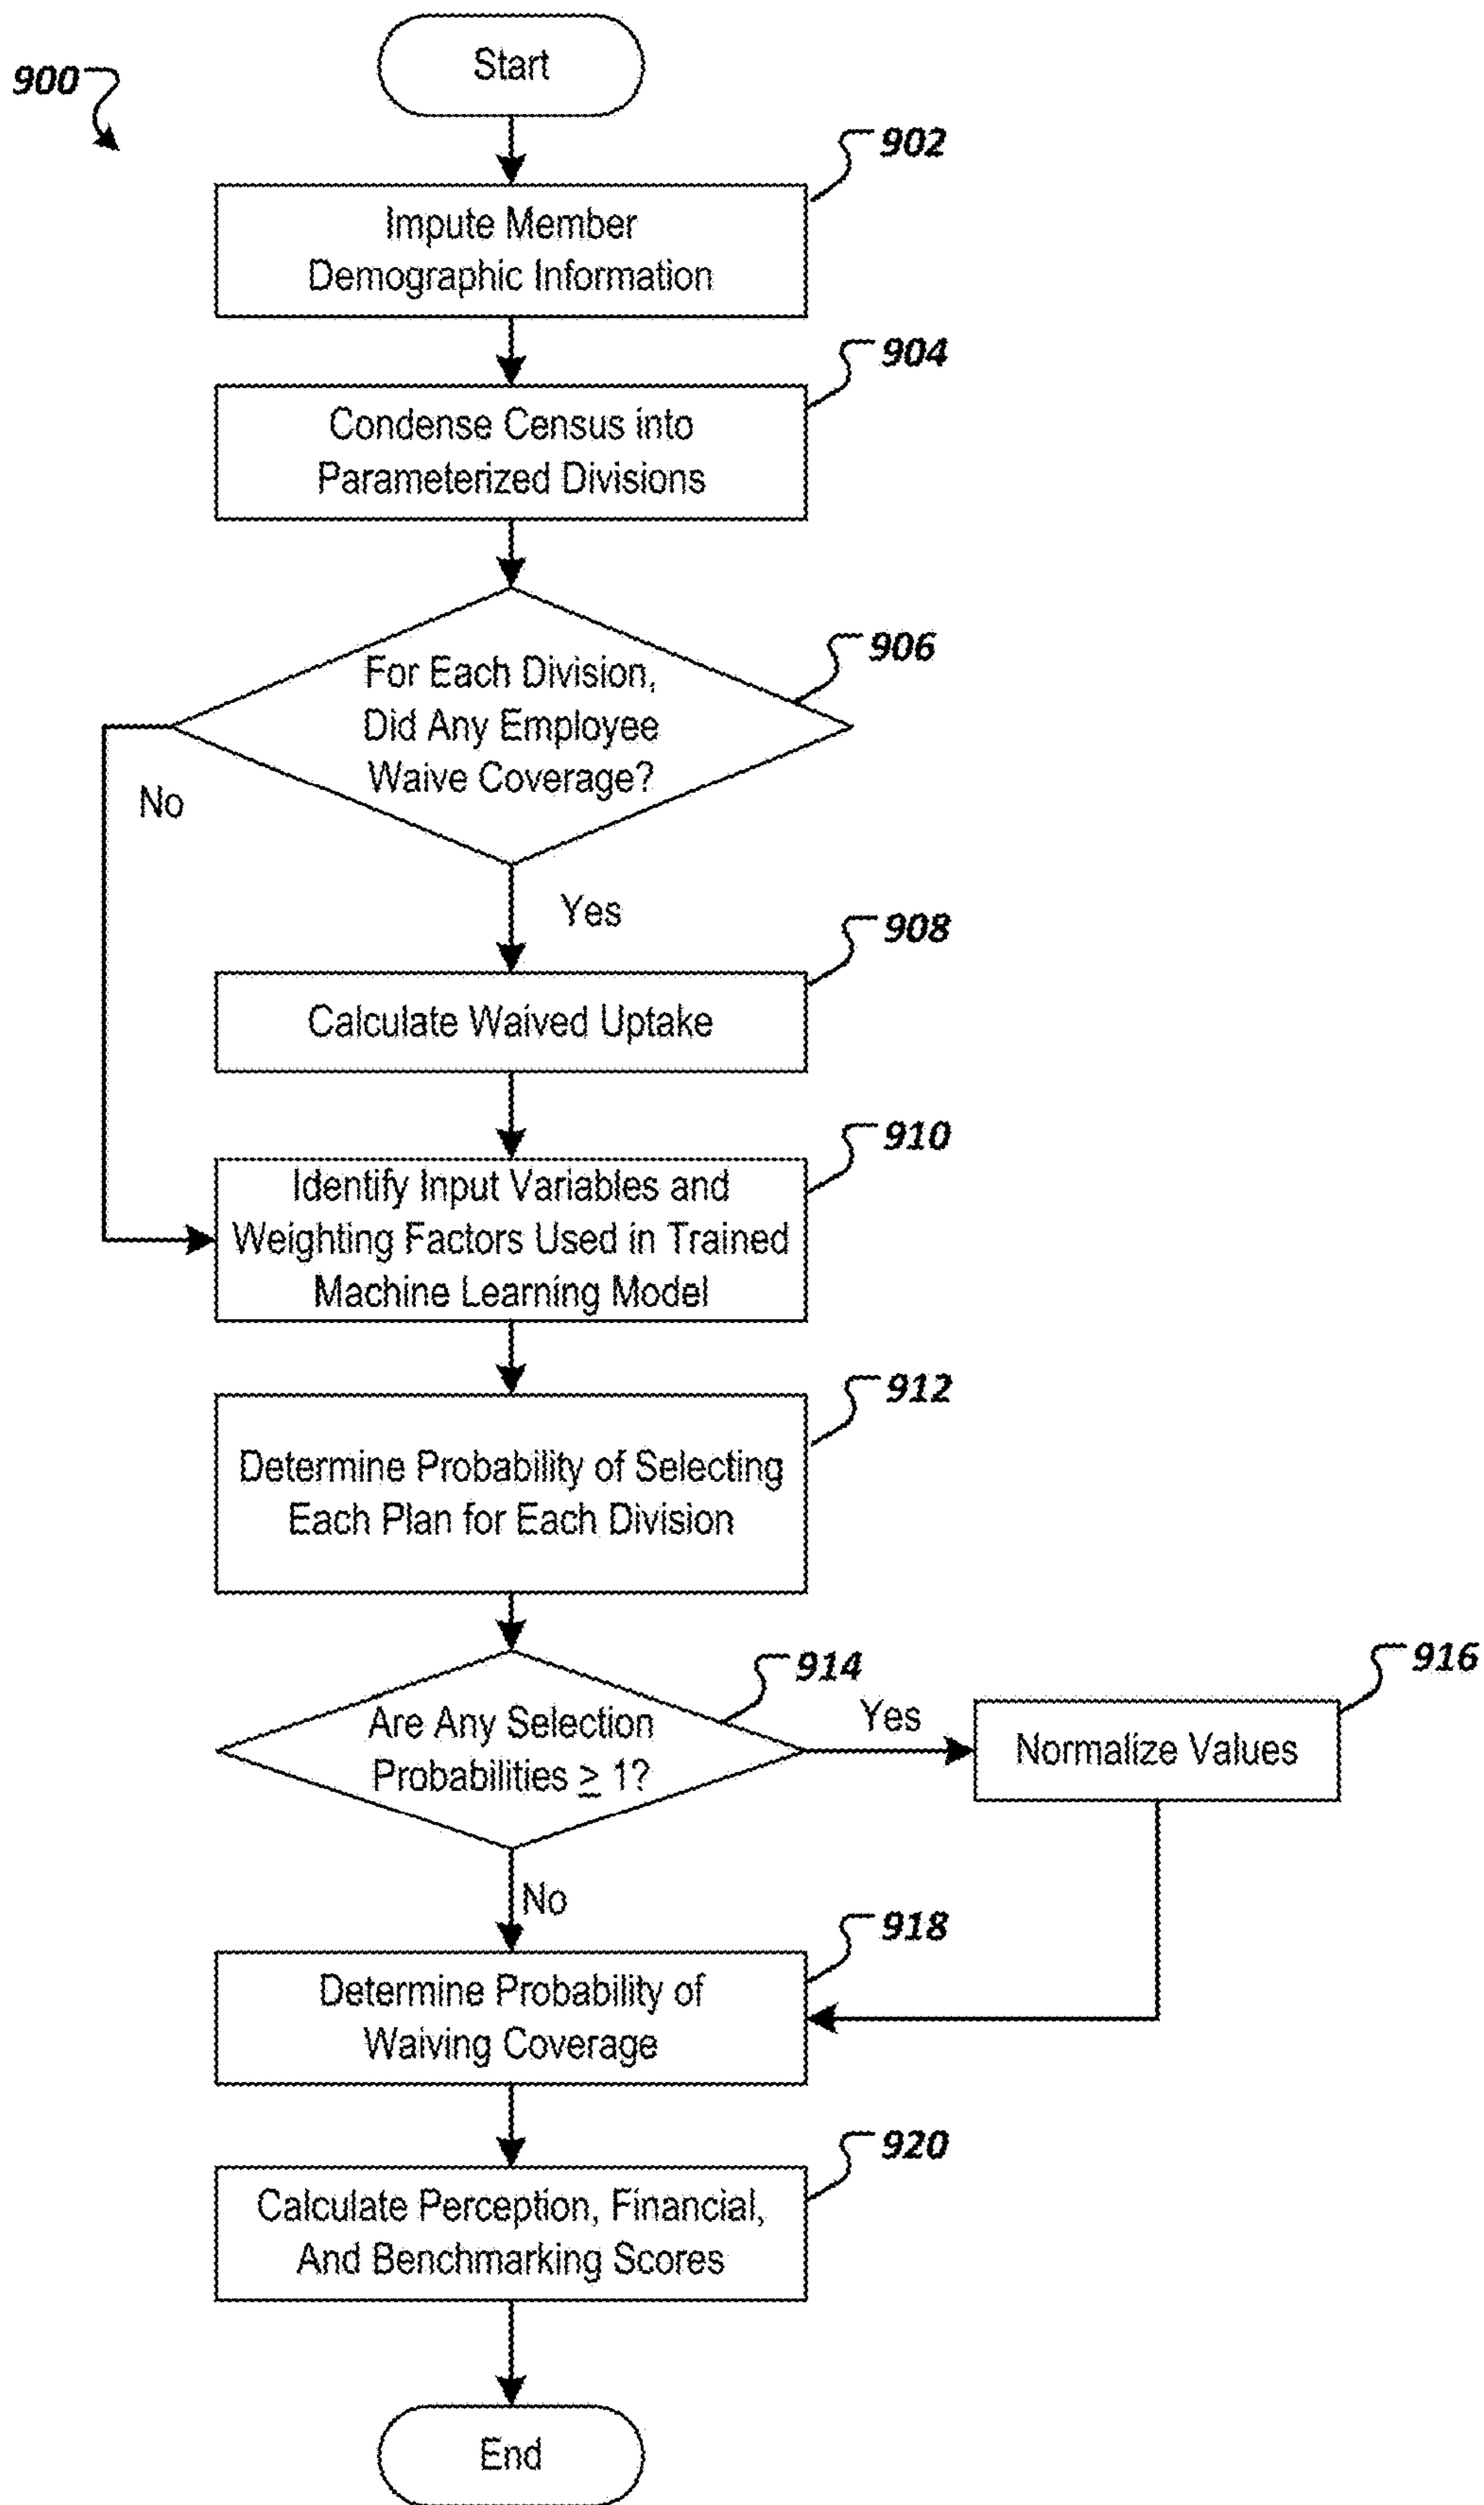 Start
900
902
Impute Member
Demographic Information
904
Condense Census into
Parameterized Divisions
906
For Each Division,
Did Any Employee
Waive Coverage?
No
Yes
908
Calculate Waived Uptake
910
Identify Input Variables and
Weighting Factors Used in Trained
Machine Learning Model
912
Determine Probability of Selecting
Each Plan for Each Division
914
Are Any Selection
Probabilities ≥ 1?
Yes
916
Normalize Values
No
918
Determine Probability of
Waiving Coverage
920
Calculate Perception, Financial,
And Benchmarking Scores
End